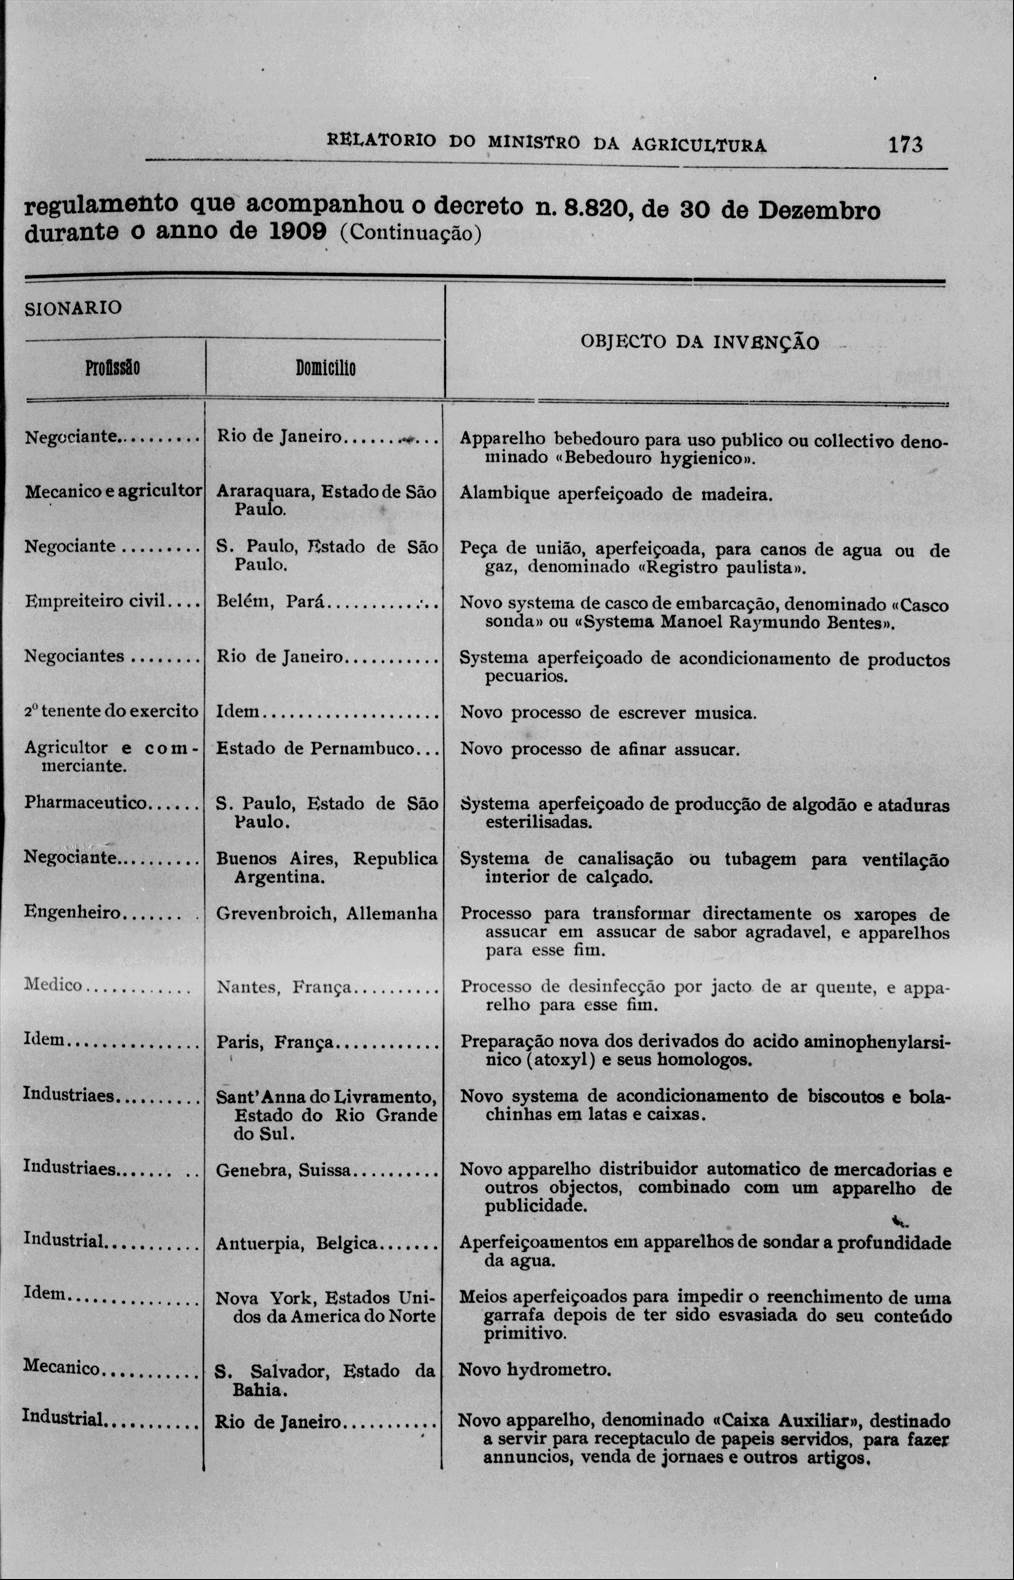 RELATORIO DO MINISTRO DA AGRICULTURA 173
regulamento que acompanhou o decreto n. 8.820, de 30 de Dezembro
durante o anno de 1909 (Continuação)
SIONARIO
OBJECTO DA INVENÇÃO
Profissão Domicilio
Negociante.......... Rio de Janeiro.......... Apparelho bebedouro para uso publico ou collectivo deno-
minado «Bebedouro hygienico».
Mecanico e agricultor Araraquara, Estado de São Alambique aperfeiçoado de madeira.
Paulo.
Negociante ......... S. Paulo, Estado de São Peça de união, aperfeiçoada, para canos de agua ou de
Paulo. gaz, denominado «Registro paulista».
Empreiteiro civil.... Belém, Pará............ Novo systema de casco de embarcação, denominado «Casco
sonda» ou «Systema Manoel Raymundo Bentes».
Negociantes ........ Rio de Janeiro........... Systema aperfeiçoado de acondicionamento de productos
pecuarios.
2º tenente do exercito Idem.................... Novo processo de escrever musica.
Agricultor e com- Estado de Pernambuco... Novo processo de afinar assucar.
merciante.
Pharmaceutico...... S. Paulo, Estado de São Systema aperfeiçoado de producção de algodão e ataduras
Paulo. esterilisadas.
Negociante.......... Buenos Aires, Republica Systema de canalisação ou tubagem para ventilação
Argentina. interior de calçado.
Engenheiro....... . Grevenbroich, Allemanha Processo para transformar directamente os xaropes de
assucar em assucar de sabor agradavel, e apparelhos
para esse fim.
Medico............. Nantes, França.......... Processo de desinfecção por jacto de ar quente, e appa-
relho para esse fim.
Idem............... Paris, França............ Preparação nova dos derivados do acido aminophenylarsi-
nico (atoxyl) e seus homologos.
Industriaes.......... Sant'Anna do Livramento, Novo systema de acondicionamento de biscoutos e bola-
Estado do Rio Grande chinhas em latas e caixas.
do Sul.
Industriaes....... .. Genebra, Suissa.......... Novo apparelho distribuidor automatico de mercadorias e
outros objectos, combinado com um apparelho de
publicidade.
Industrial........... Antuerpia, Belgica....... Aperfeiçoamentos em apparelhos de sondar a profundidade
da agua.
Idem............... Nova York, Estados Uni- Meios aperfeiçoados para impedir o reenchimento de uma
dos da America do Norte garrafa depois de ter sido esvasiada do seu conteúdo
primitivo.
Mecanico........... S. Salvador, Estado da Novo hydrometro.
Bahia.
Industrial........... Rio de Janeiro........... Novo apparelho, denominado «Caixa Auxiliar», destinado
a servir para receptaculo de papeis servidos, para fazer
annuncios, venda de jornaes e outros artigos.